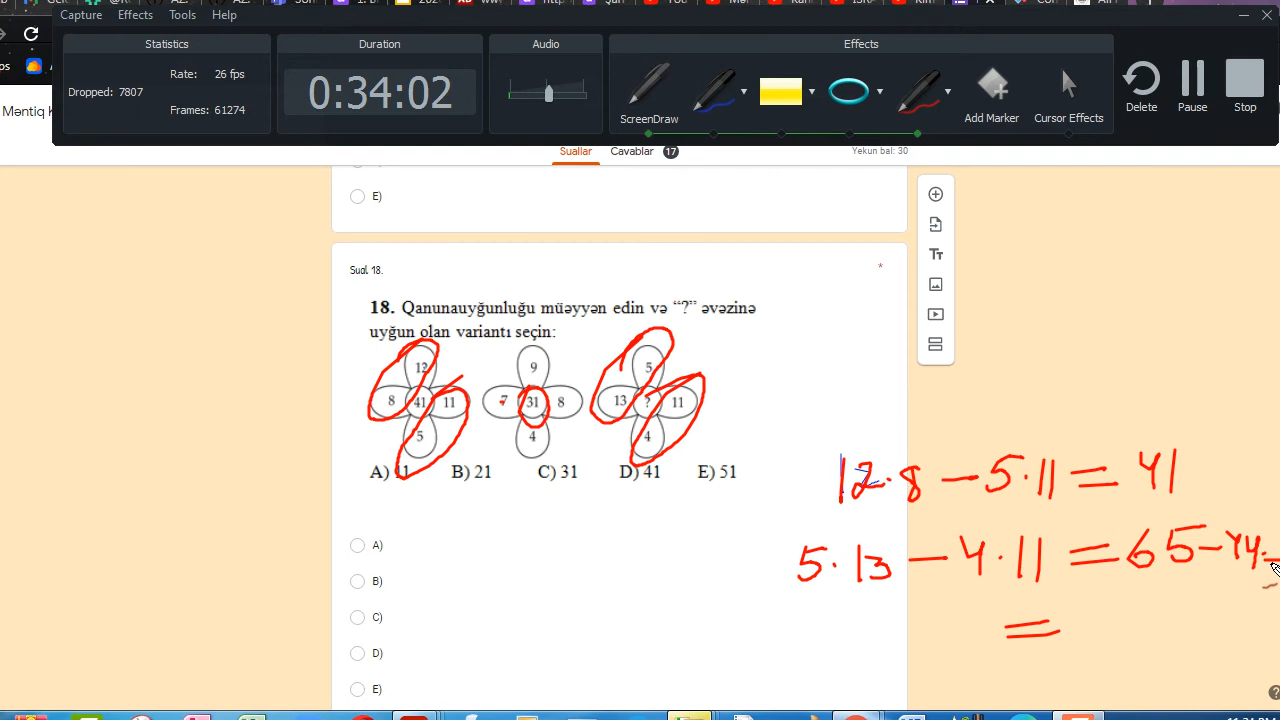 Capture Effects Tools Help
Statistics Duration Audio Effects
Dropped: 7807 Rate: 26 fps
Frames: 61274
0:34:02
ScreenDraw Add Marker Cursor Effects Delete Pause Stop
Məntiq
Suallar Cavablar 17 Yekun bal: 30
E)
Sual 18.
*
18. Qanunauyğunluğu müəyyən edin və “?” əvəzinə
uyğun olan variantı seçin:
12 9 5
8 41 11 7 31 8 13 ? 11
5 4 4
A) 11 B) 21 C) 31 D) 41 E) 51
12·8 – 5·11 = 41
5·13 – 4·11 = 65 – 44
=
A)
B)
C)
D)
E)